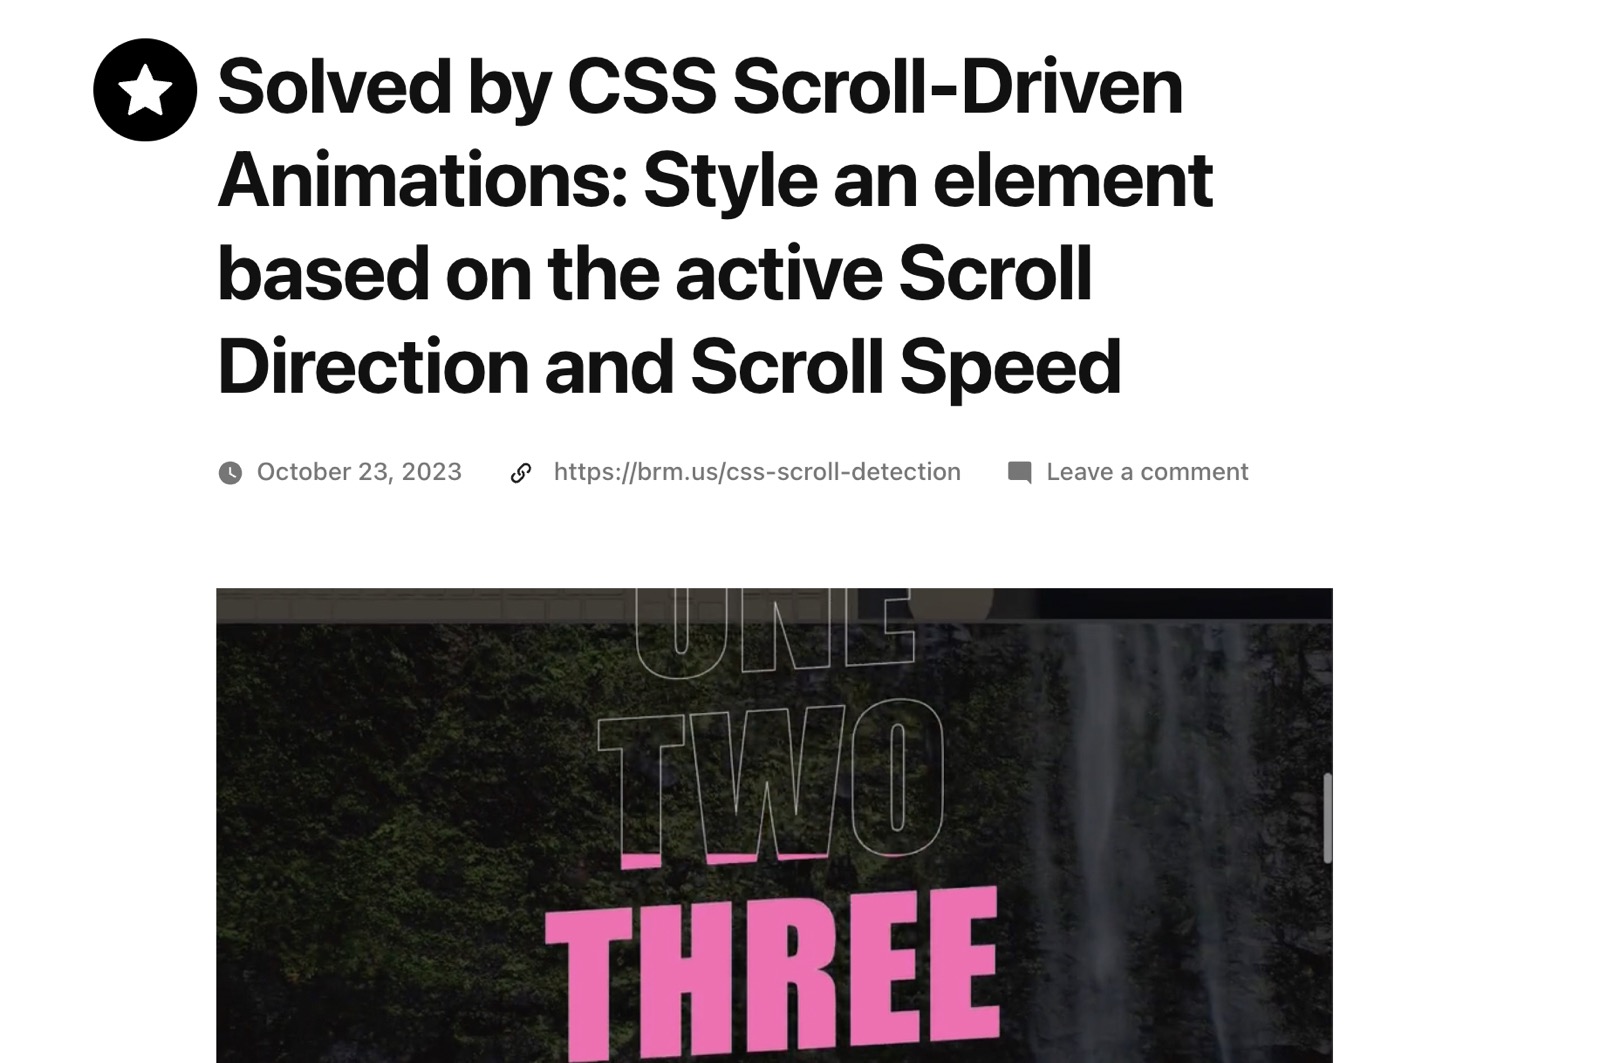 Solved by CSS Scroll-Driven
Animations: Style an element
based on the active Scroll
Direction and Scroll Speed
October 23, 2023 https://brm.us/css-scroll-detection Leave a comment
ONE
TWO
THREE